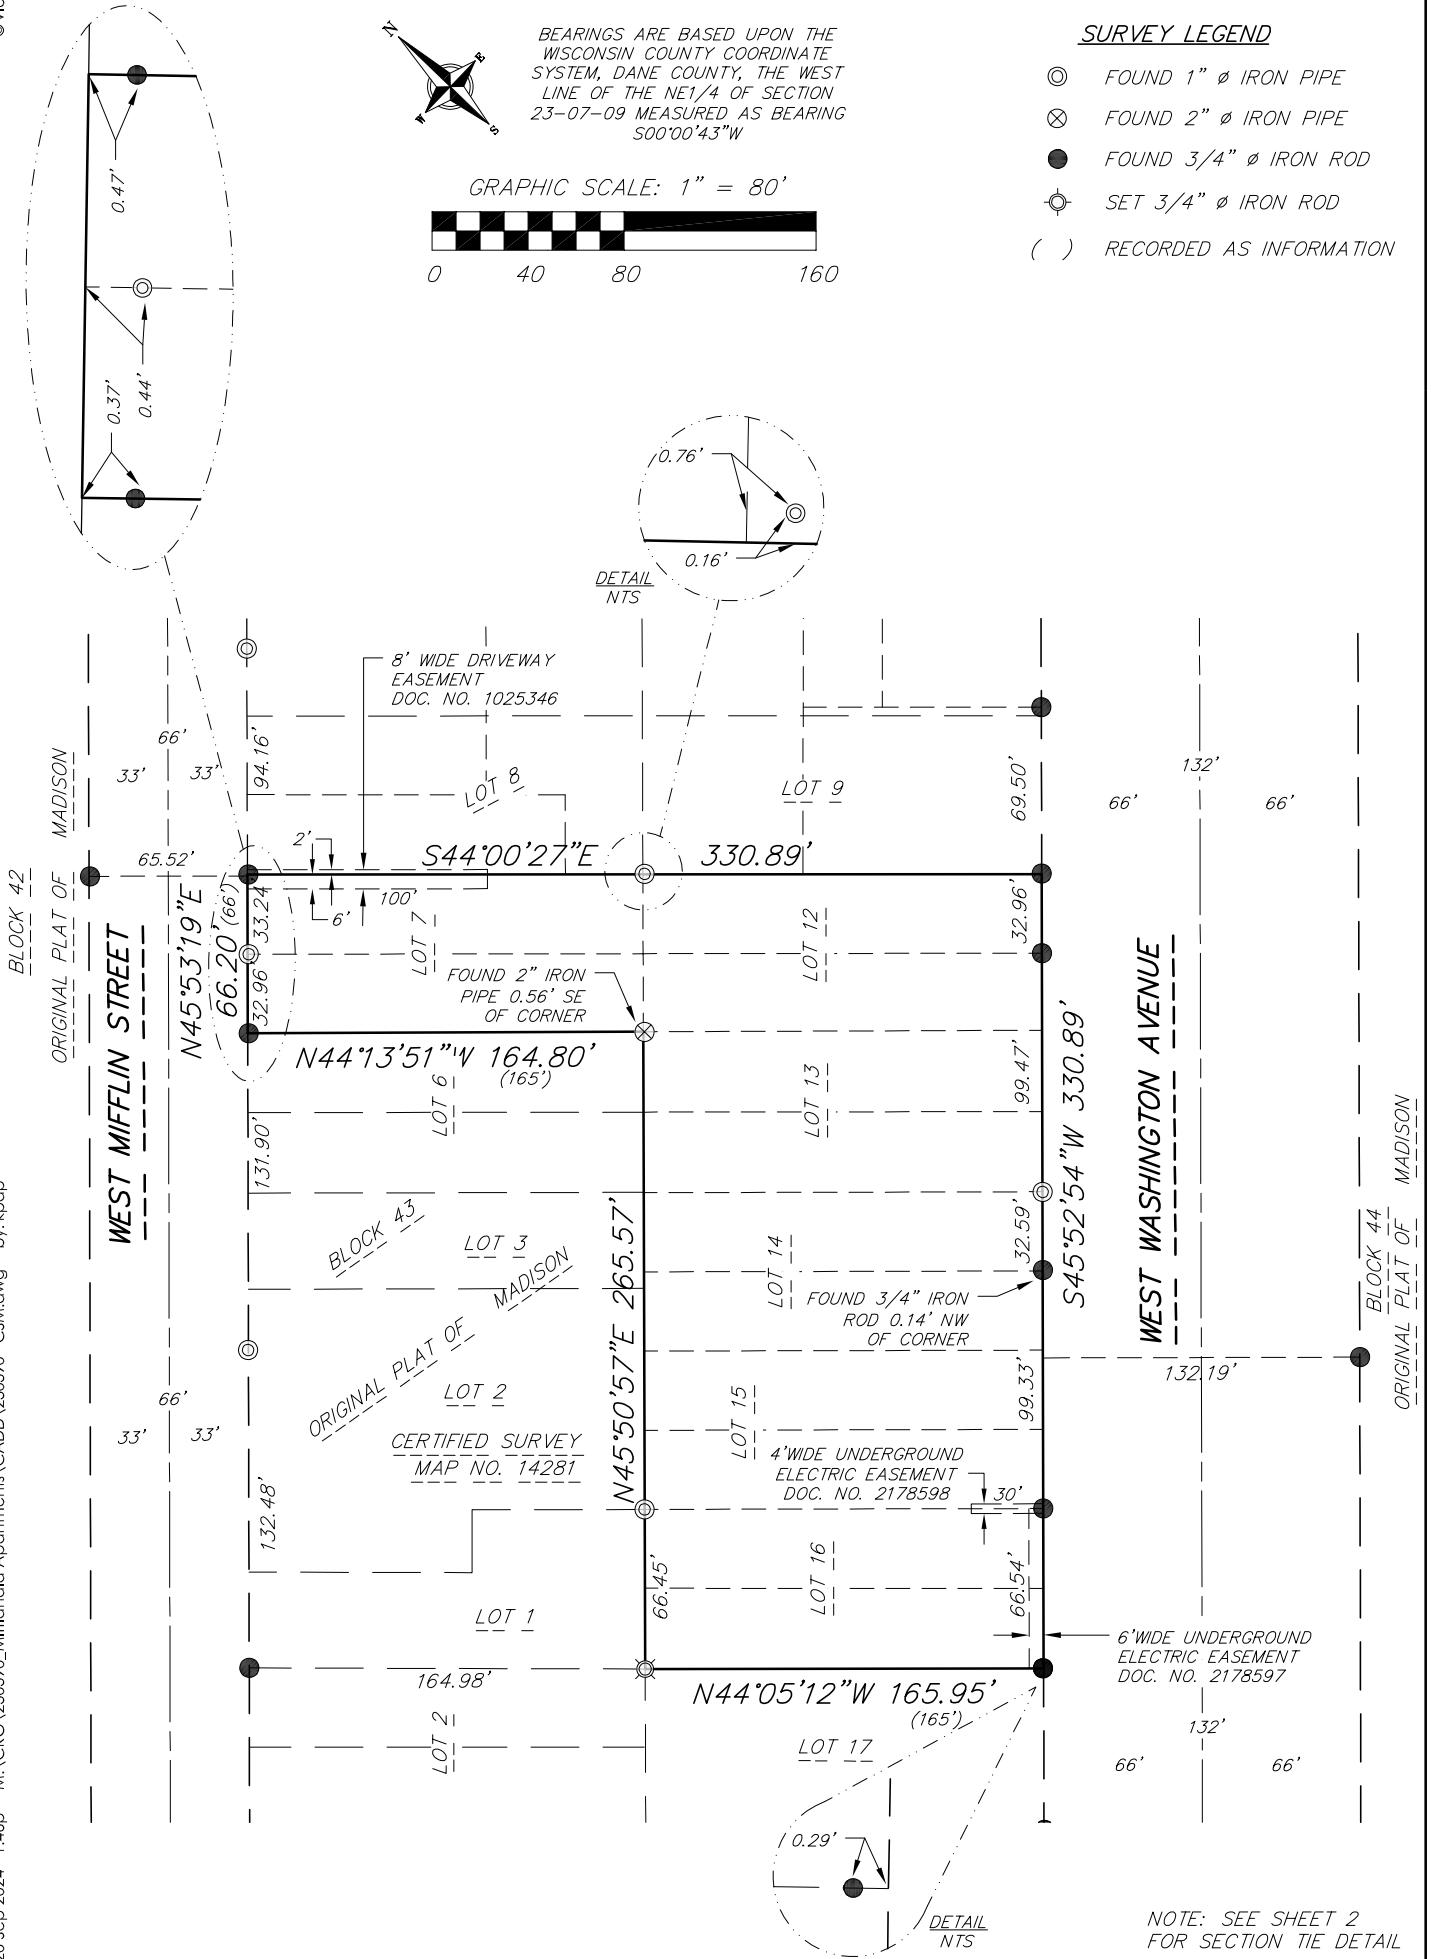 N
E
W
S
BEARINGS ARE BASED UPON THE
WISCONSIN COUNTY COORDINATE
SYSTEM, DANE COUNTY, THE WEST
LINE OF THE NE1/4 OF SECTION
23-07-09 MEASURED AS BEARING
S00°00'43"W
GRAPHIC SCALE: 1" = 80'
0 40 80 160
SURVEY LEGEND
FOUND 1" ø IRON PIPE
FOUND 2" ø IRON PIPE
FOUND 3/4" ø IRON ROD
SET 3/4" ø IRON ROD
( ) RECORDED AS INFORMATION
0.47'
0.44'
0.37'
0.76'
0.16'
DETAIL
NTS
8' WIDE DRIVEWAY
EASEMENT
DOC. NO. 1025346
66'
33' 33'
94.16'
LOT 8
LOT 9
69.50'
132'
66' 66'
65.52'
2'
S44°00'27"E 330.89'
100'
6'
BLOCK 42
ORIGINAL PLAT OF MADISON
WEST MIFFLIN STREET
N45°53'19"E
66.20'
(66')
33.24'
32.96'
LOT 7
LOT 12
32.96'
FOUND 2" IRON
PIPE 0.56' SE
OF CORNER
N44°13'51"W 164.80'
(165')
LOT 6
LOT 13
99.47'
131.90'
BLOCK 43
LOT 3
ORIGINAL PLAT OF MADISON
N45°50'57"E 265.57'
LOT 14
32.59'
FOUND 3/4" IRON
ROD 0.14' NW
OF CORNER
S45°52'54"W 330.89'
WEST WASHINGTON AVENUE
BLOCK 44
ORIGINAL PLAT OF MADISON
132.19'
66'
33' 33'
LOT 2
CERTIFIED SURVEY
MAP NO. 14281
LOT 15
99.33'
4'WIDE UNDERGROUND
ELECTRIC EASEMENT
DOC. NO. 2178598
30'
132.48'
66.45'
LOT 16
66.54'
LOT 1
6'WIDE UNDERGROUND
ELECTRIC EASEMENT
DOC. NO. 2178597
164.98'
N44°05'12"W 165.95'
(165')
LOT 2
LOT 17
132'
66' 66'
0.29'
DETAIL
NTS
NOTE: SEE SHEET 2
FOR SECTION TIE DETAIL